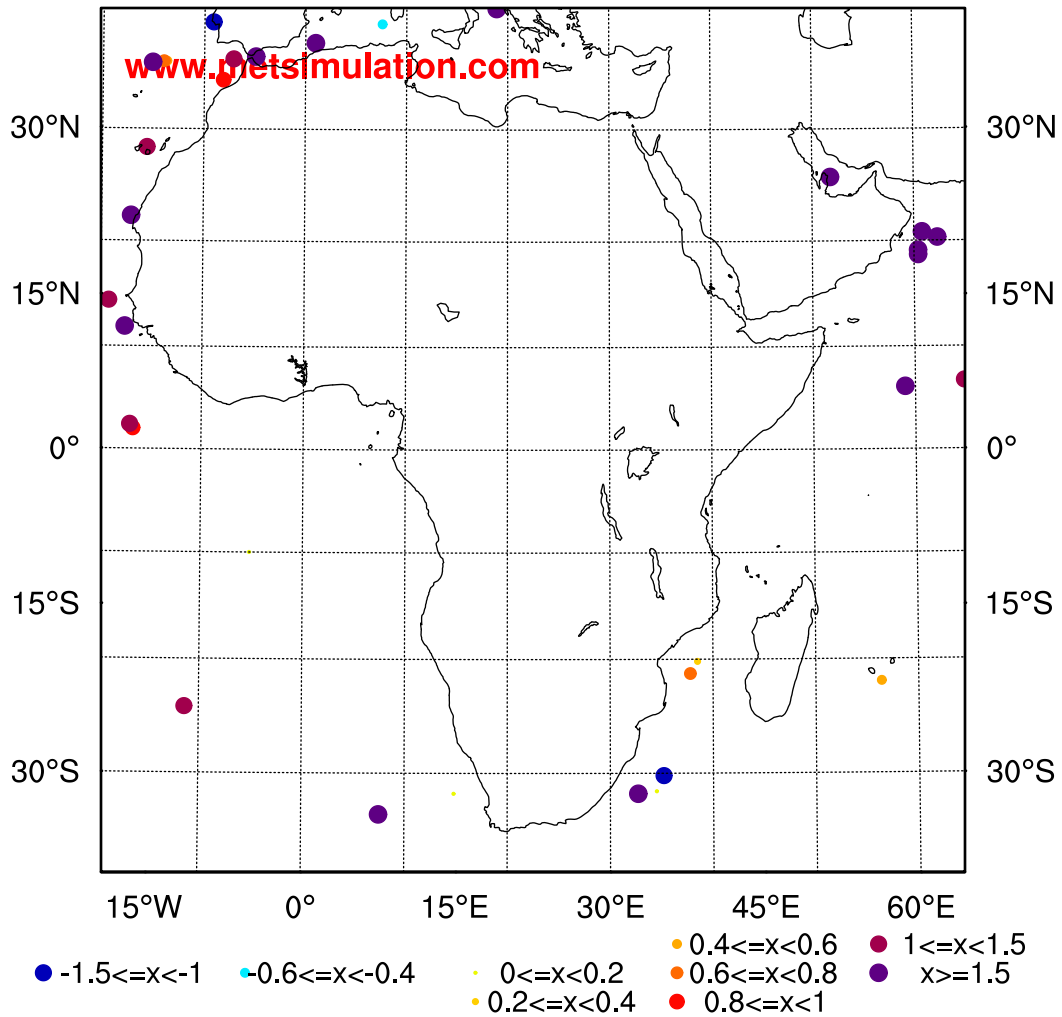 www.metsimulation.com
30°N 30°N
15°N 15°N
0° 0°
15°S 15°S
30°S 30°S
15°W 0° 15°E 30°E 45°E 60°E
0.4<=x<0.6 1<=x<1.5
-1.5<=x<-1 -0.6<=x<-0.4 0<=x<0.2 0.6<=x<0.8 x>=1.5
0.2<=x<0.4 0.8<=x<1